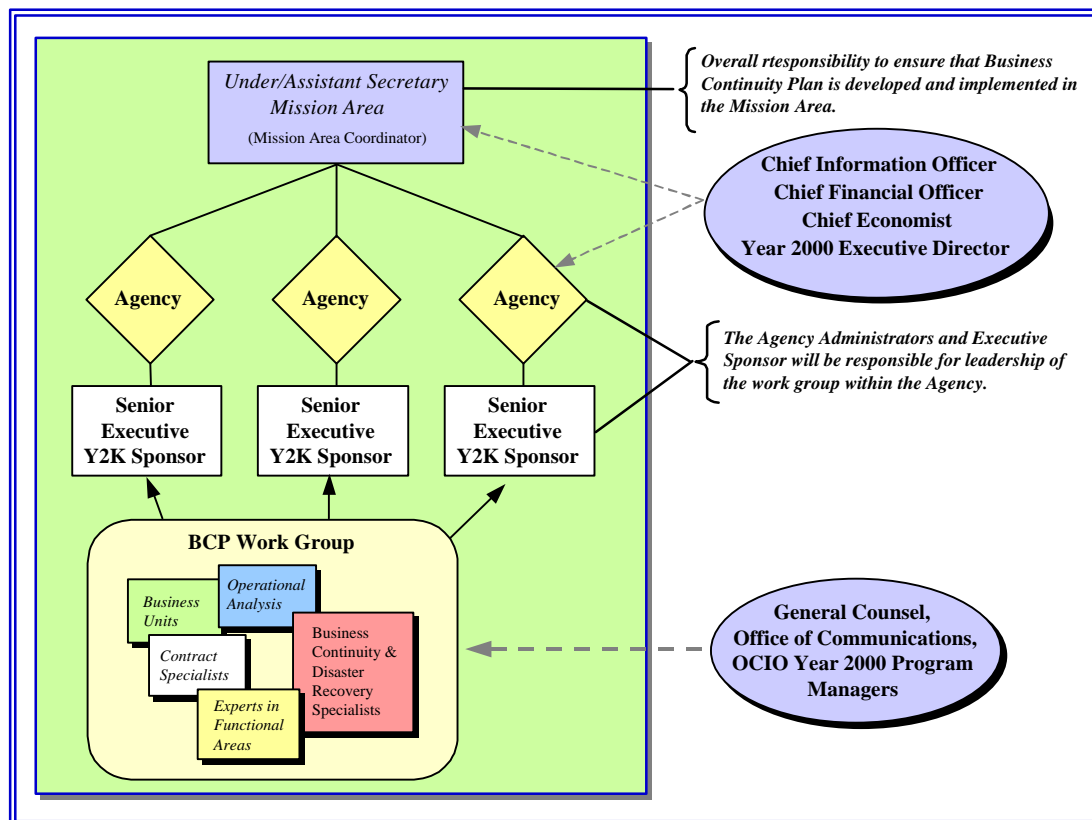 Under/Assistant Secretary
Mission Area
(Mission Area Coordinator)
Overall rtesponsibility to ensure that Business
Continuity Plan is developed and implemented in
the Mission Area.
Chief Information Officer
Chief Financial Officer
Chief Economist
Year 2000 Executive Director
Agency
Agency
Agency
The Agency Administrators and Executive
Sponsor will be responsible for leadership of
the work group within the Agency.
Senior
Executive
Y2K Sponsor
Senior
Executive
Y2K Sponsor
Senior
Executive
Y2K Sponsor
BCP Work Group
Business
Units
Operational
Analysis
Contract
Specialists
Business
Continuity &
Disaster
Recovery
Specialists
Experts in
Functional
Areas
General Counsel,
Office of Communications,
OCIO Year 2000 Program
Managers